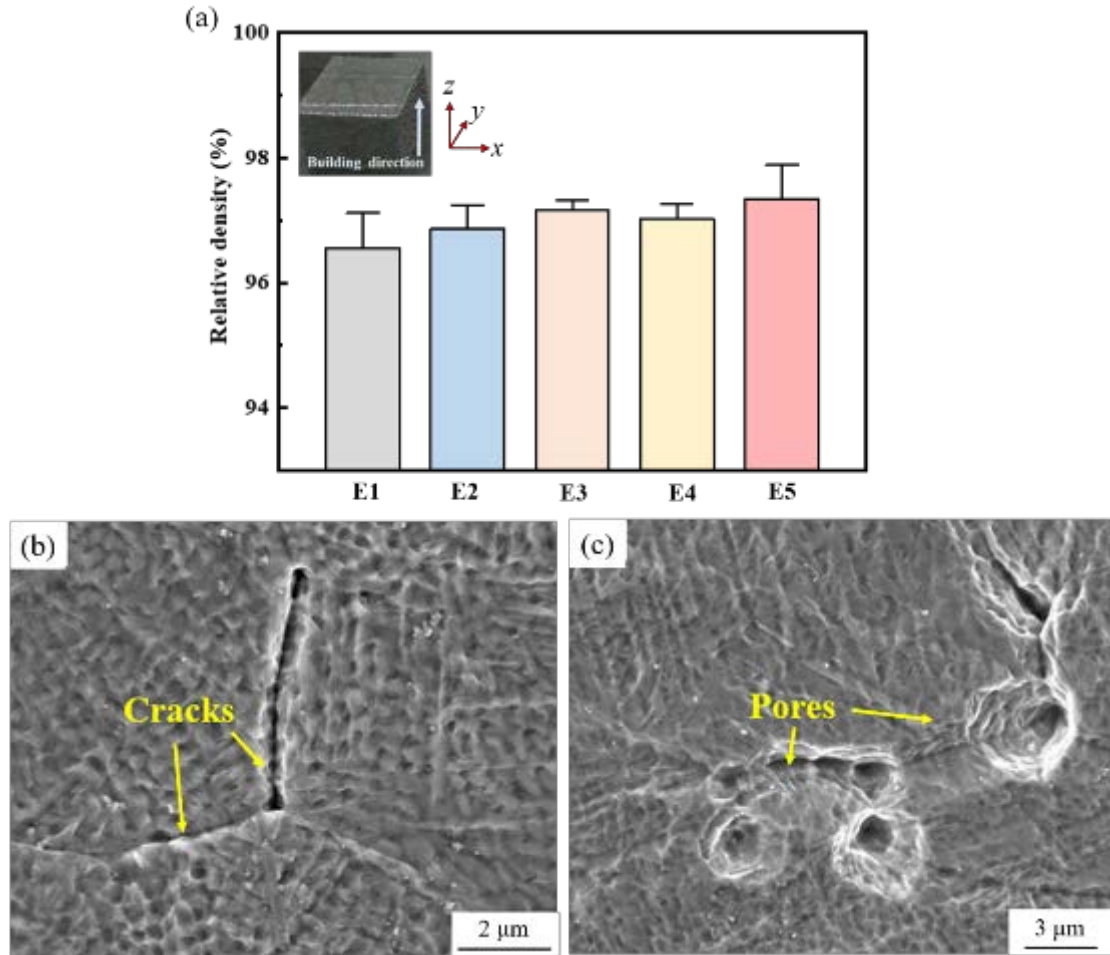 (a)
100
98
96
94
Relative density (%)
Building direction
z
y
x
E1 E2 E3 E4 E5
(b)
Cracks
2 μm
(c)
Pores
3 μm